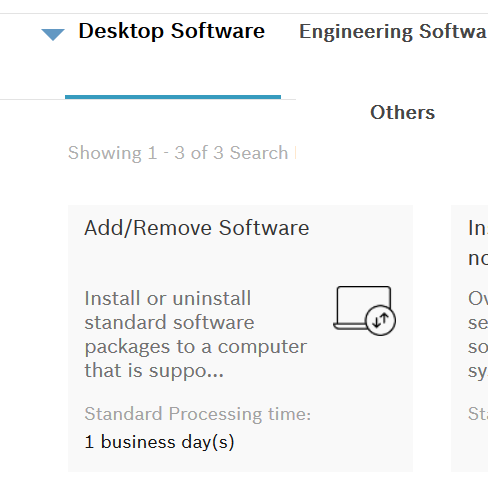 Desktop Software
Engineering Softwa
Others
Showing 1 - 3 of 3 Search
Add/Remove Software
In
no
Install or uninstall
standard software
packages to a computer
that is suppo...
Ov
se
so
sy
Standard Processing time:
St
1 business day(s)